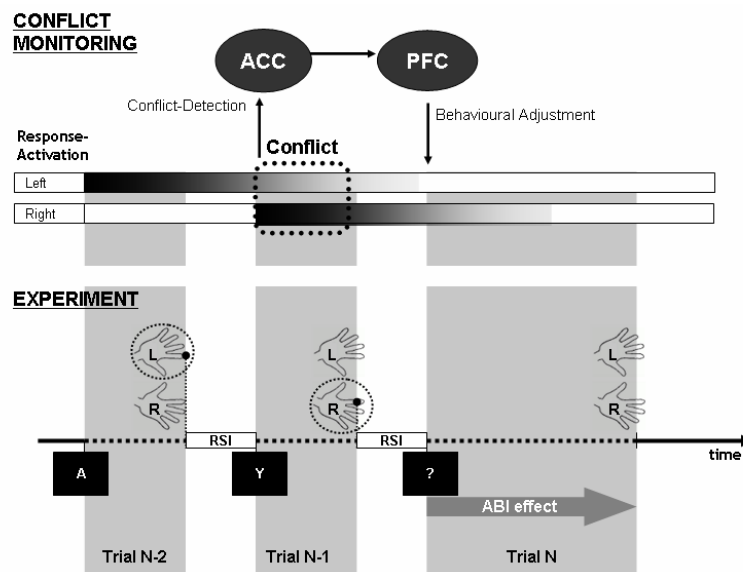 CONFLICT
MONITORING
ACC
PFC
Conflict-Detection
Behavioural Adjustment
Response-
Activation
Conflict
Left
Right
EXPERIMENT
L
L
L
R
R
R
RSI
RSI
time
A
Y
?
ABI effect
Trial N-2
Trial N-1
Trial N